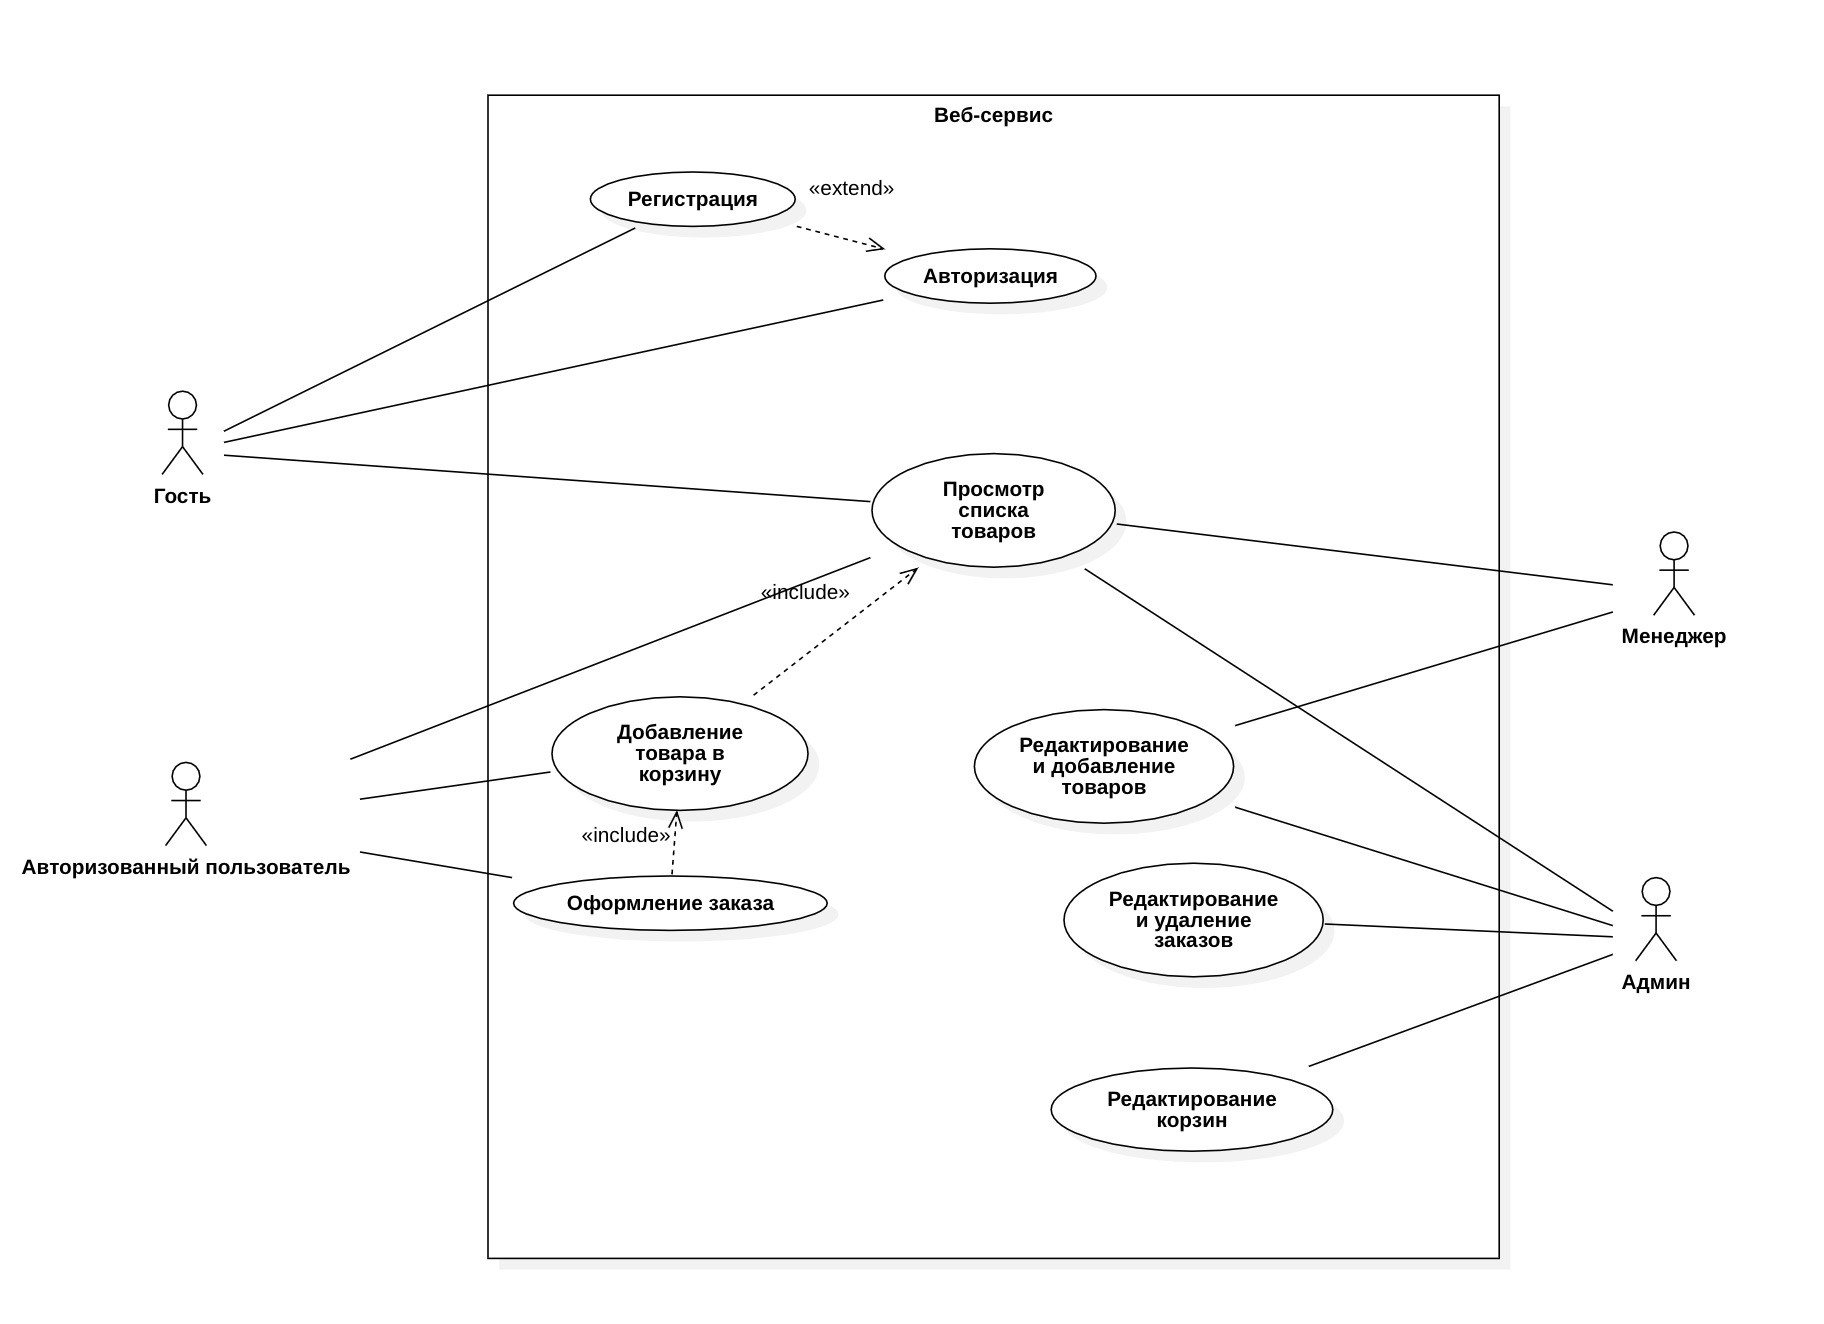 Веб-сервис
Регистрация
«extend»
Авторизация
Гость
Просмотр
списка
товаров
«include»
Менеджер
Добавление
товара в
корзину
Редактирование
и добавление
товаров
«include»
Авторизованный пользователь
Оформление заказа
Редактирование
и удаление
заказов
Админ
Редактирование
корзин